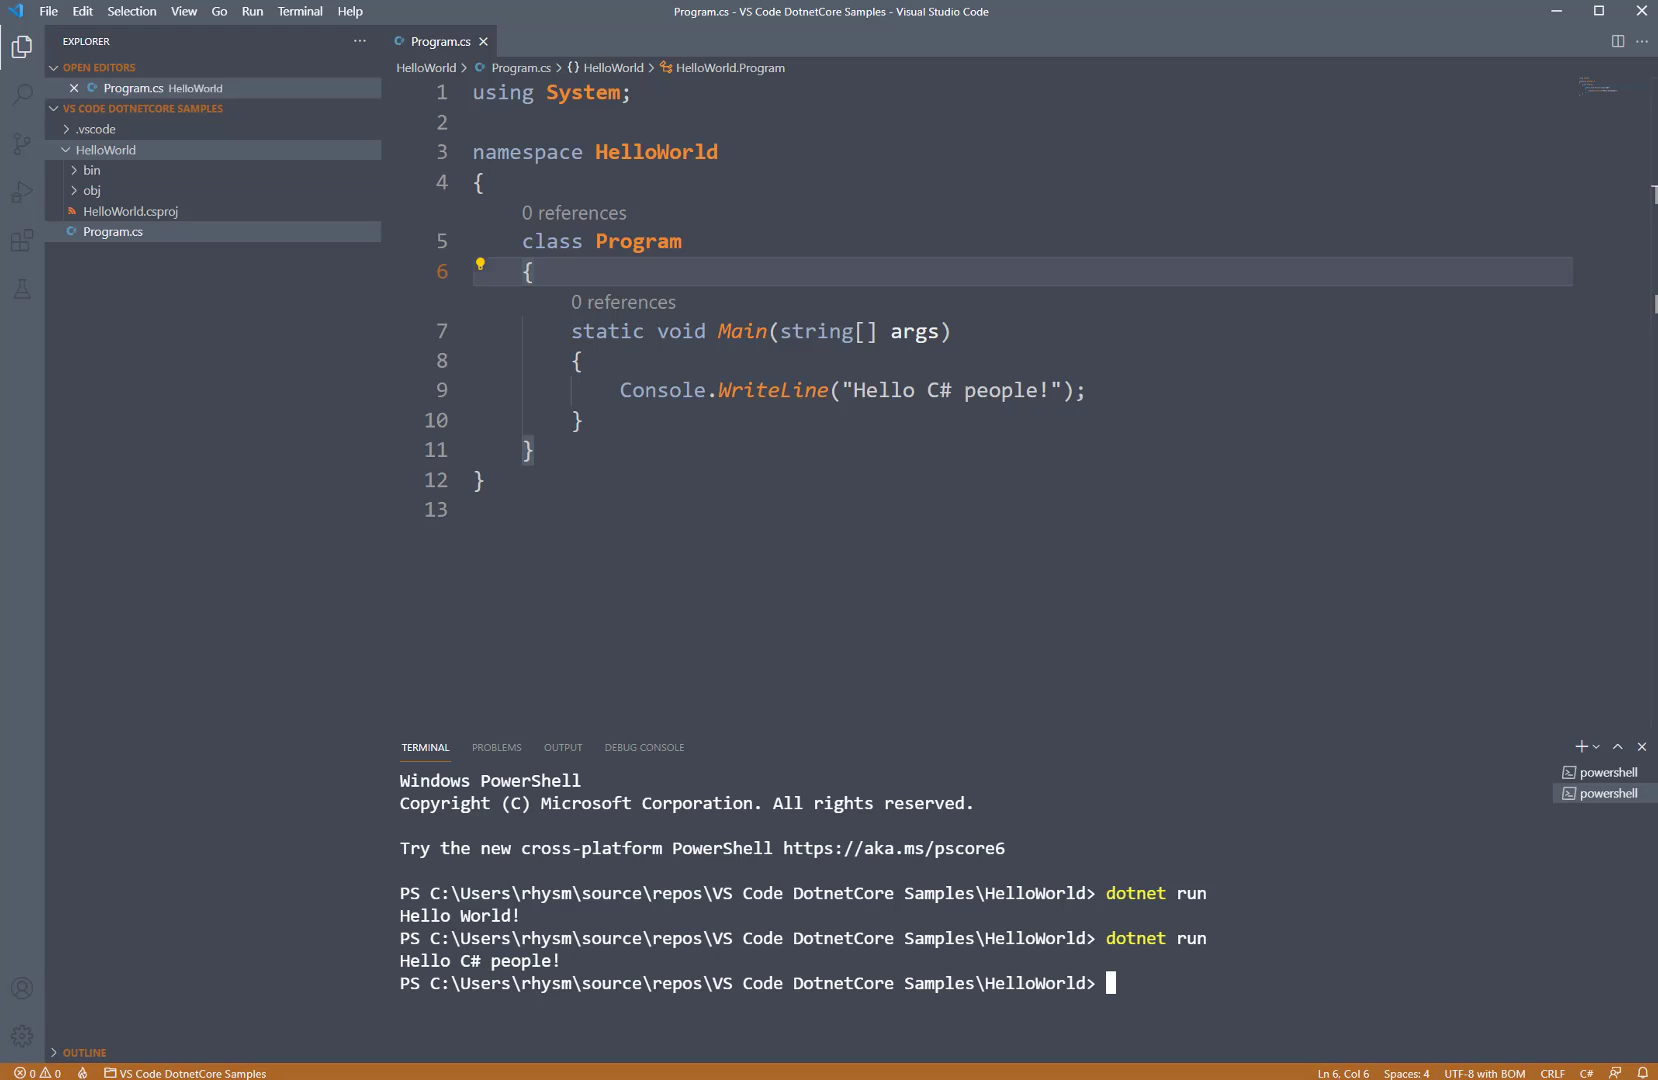 File Edit Selection View Go Run Terminal Help
Program.cs - VS Code DotnetCore Samples - Visual Studio Code
EXPLORER
OPEN EDITORS
Program.cs HelloWorld
VS CODE DOTNETCORE SAMPLES
.vscode
HelloWorld
bin
obj
HelloWorld.csproj
Program.cs
OUTLINE
Program.cs
HelloWorld > Program.cs > {} HelloWorld > HelloWorld.Program
1 using System;
2
3 namespace HelloWorld
4 {
0 references
5 class Program
6 {
0 references
7 static void Main(string[] args)
8 {
9 Console.WriteLine("Hello C# people!");
10 }
11 }
12 }
13
TERMINAL PROBLEMS OUTPUT DEBUG CONSOLE
powershell
powershell
Windows PowerShell
Copyright (C) Microsoft Corporation. All rights reserved.
Try the new cross-platform PowerShell https://aka.ms/pscore6
PS C:\Users\rhysm\source\repos\VS Code DotnetCore Samples\HelloWorld> dotnet run
Hello World!
PS C:\Users\rhysm\source\repos\VS Code DotnetCore Samples\HelloWorld> dotnet run
Hello C# people!
PS C:\Users\rhysm\source\repos\VS Code DotnetCore Samples\HelloWorld>
0 0 VS Code DotnetCore Samples
Ln 6, Col 6 Spaces: 4 UTF-8 with BOM CRLF C#